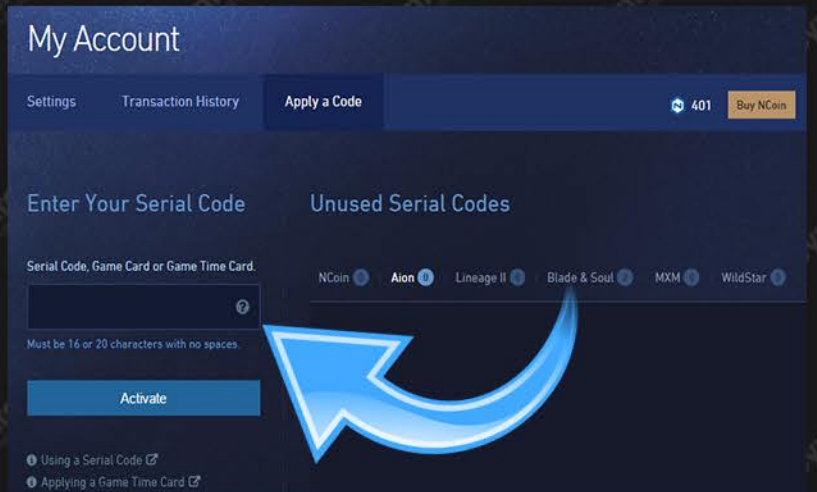 My Account
Settings Transaction History Apply a Code 401 Buy NCoin
Enter Your Serial Code
Unused Serial Codes
Serial Code, Game Card or Game Time Card.
NCoin Aion 0 Lineage II Blade & Soul MXM WildStar
Must be 16 or 20 characters with no spaces.
Activate
Using a Serial Code
Applying a Game Time Card